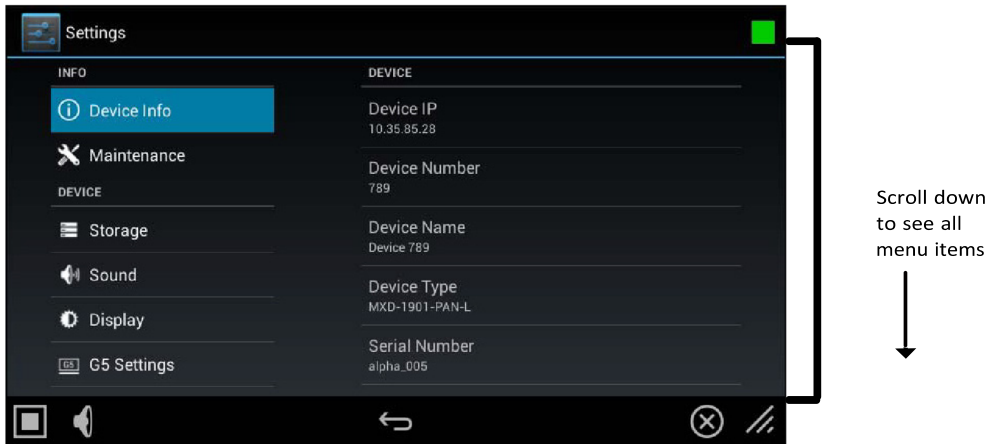 Settings
INFO
Device Info
Maintenance
DEVICE
Storage
Sound
Display
G5
G5 Settings
DEVICE
Device IP
10.35.85.28
Device Number
789
Device Name
Device 789
Device Type
MXD-1901-PAN-L
Serial Number
alpha_005
Scroll down
to see all
menu items